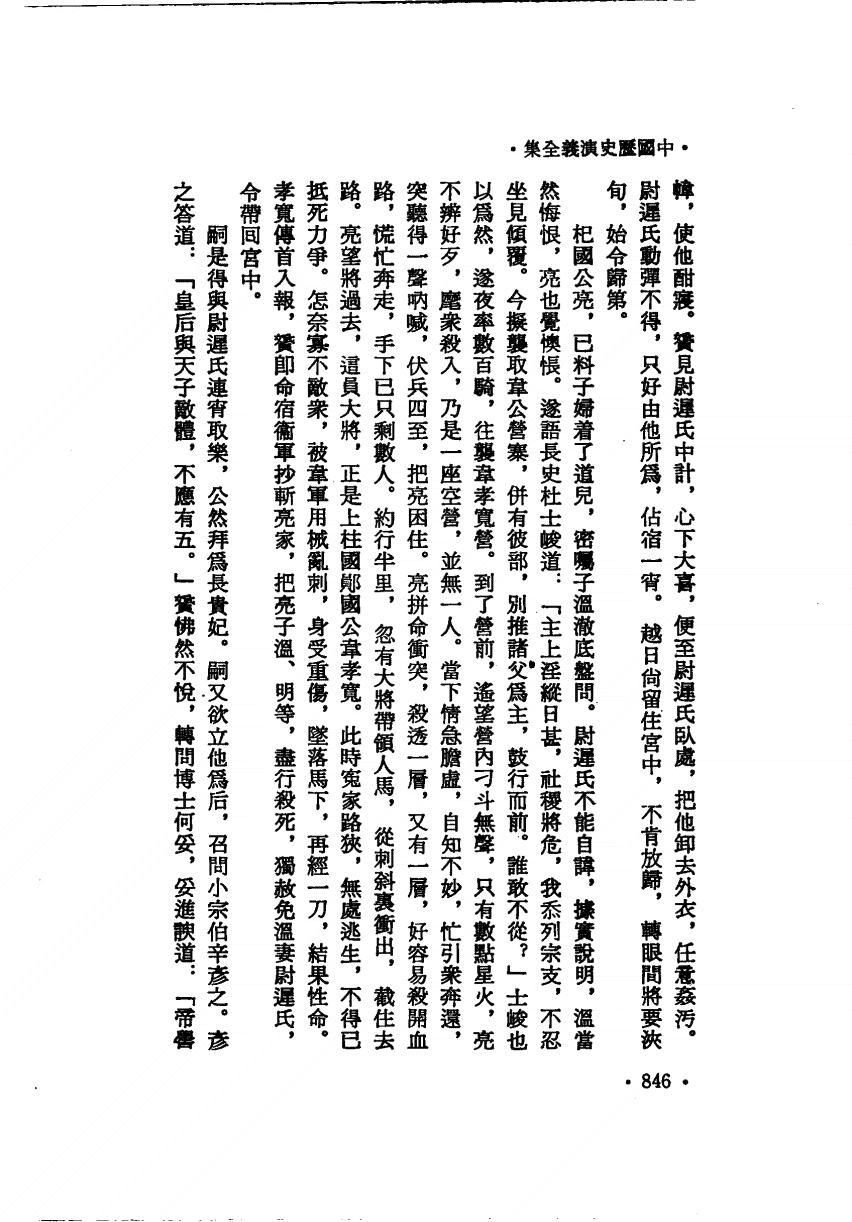 ·中國歷史演義全集·
幃，使他酣寢。贇見尉遲氏中計，心下大喜，便至尉遲氏臥處，把他卸去外衣，任意姦污。
尉遲氏動彈不得，只好由他所爲，佔宿一宵。越日尙留住宮中，不肯放歸，轉眼間將要浹
旬，始令歸第。
杞國公亮，已料子婦着了道兒，密囑子溫澈底盤問。尉遲氏不能自諱，據實說明，溫當
然悔恨，亮也覺懊悵。遂語長史杜士峻道：「主上淫縱日甚，社稷將危，我忝列宗支，不忍
坐見傾覆。今擬襲取韋公營寨，併有彼部，別推諸父爲主，鼓行而前。誰敢不從？」士峻也
以爲然，遂夜率數百騎，往襲韋孝寬營。到了營前，遙望營內刁斗無聲，只有數點星火，亮
不辨好歹，麾衆殺入，乃是一座空營，並無一人。當下情急膽虛，自知不妙，忙引衆奔還，
突聽得一聲吶喊，伏兵四至，把亮困住。亮拼命衝突，殺透一層，又有一層，好容易殺開血
路，慌忙奔走，手下已只剩數人。約行半里，忽有大將帶領人馬，從刺斜裏衝出，截住去
路。亮望將過去，這員大將，正是上柱國鄖國公韋孝寬。此時冤家路狹，無處逃生，不得已
抵死力爭。怎奈寡不敵衆，被韋軍用槭亂刺，身受重傷，墜落馬下，再經一刀，結果性命。
孝寬傳首入報，贇卽命宿衞軍抄斬亮家，把亮子溫、明等，盡行殺死，獨赦免溫妻尉遲氏，
令帶囘宮中。
嗣是得與尉遲氏連宵取樂，公然拜爲長貴妃。嗣又欲立他爲后，召問小宗伯辛彥之。彥
之答道：「皇后與天子敵體，不應有五。」贇怫然不悅，轉問博士何妥，妥進諛道：「帝嚳
·846·